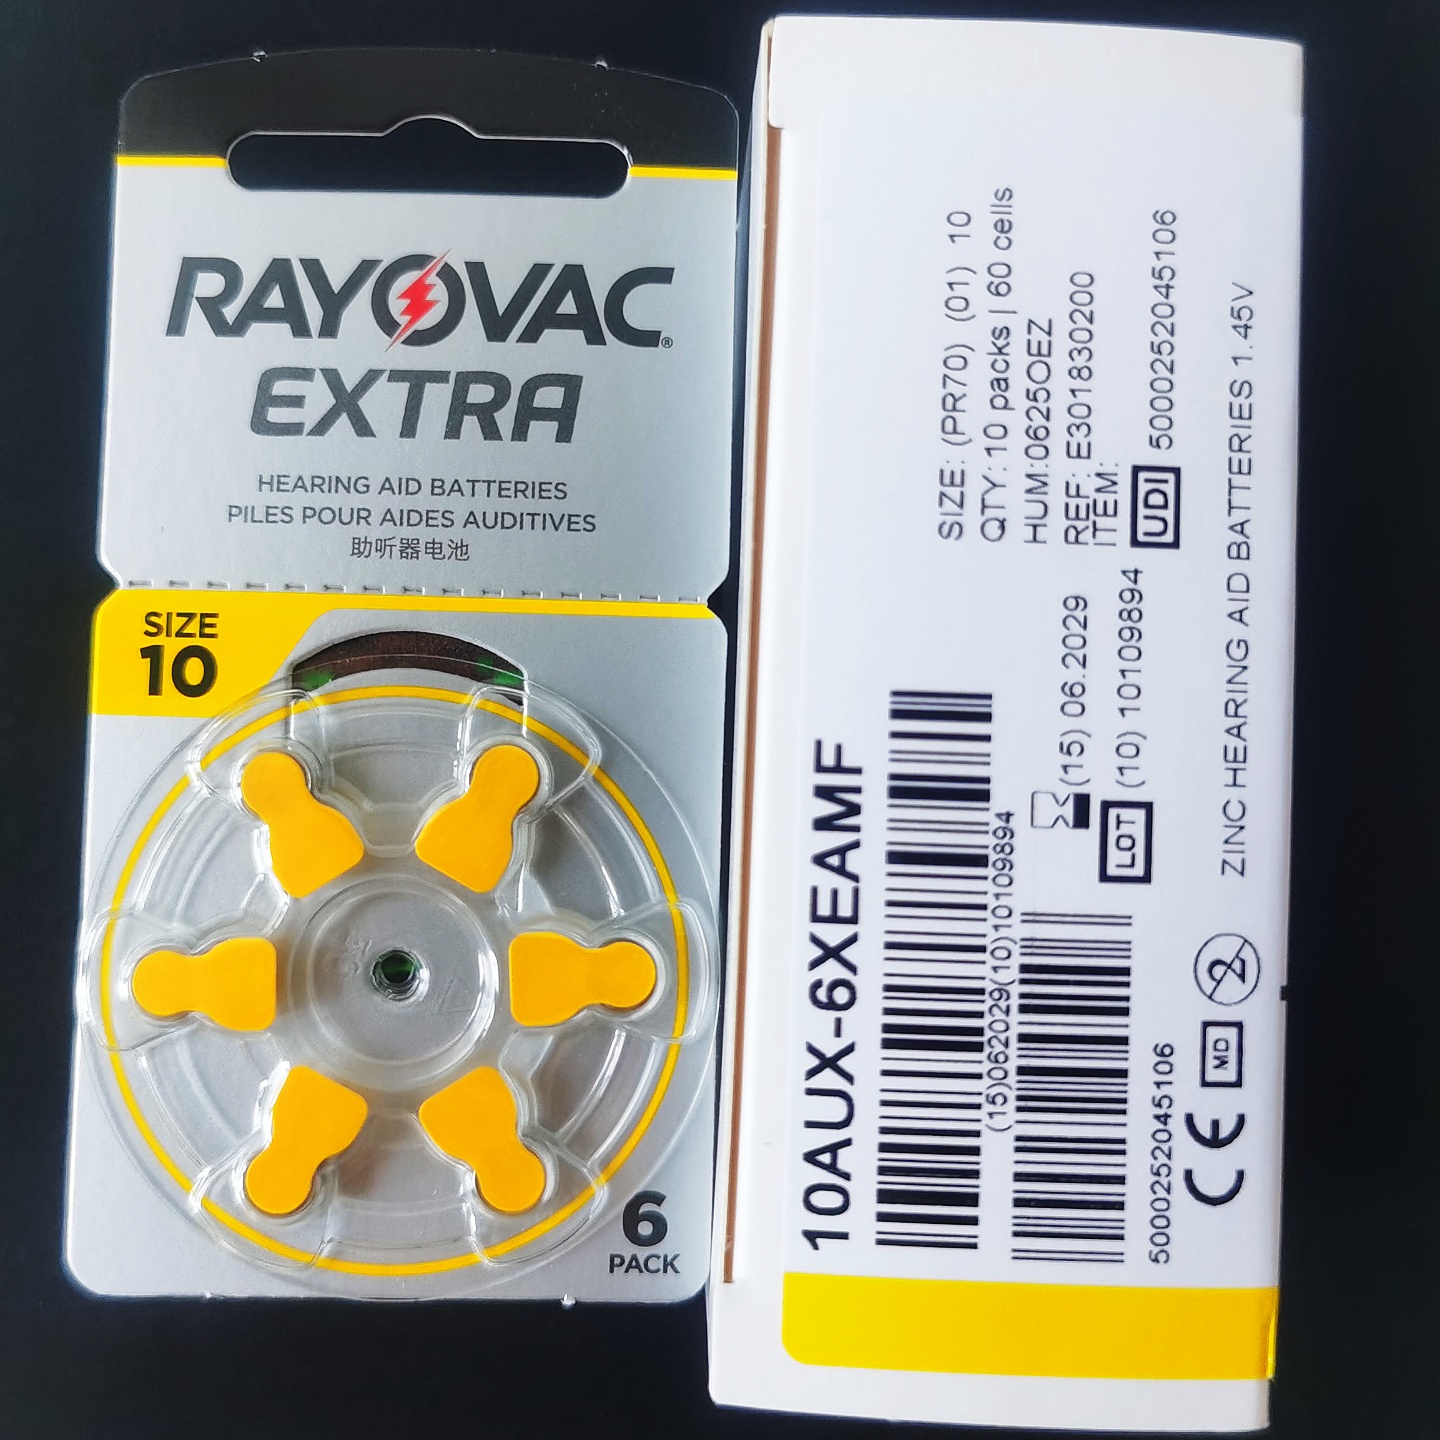 RAYOVAC®
EXTRA
HEARING AID BATTERIES
PILES POUR AIDES AUDITIVES
助听器电池
SIZE
10
6
PACK
10AUX-6XEAMF
(15)062029(10)10109894
5000252045106
SIZE: (PR70) (01) 10
QTY:10 packs | 60 cells
HUM:0625OEZ
REF: E301830200
ITEM:
UDI 5000252045106
(15) 06.2029
LOT (10) 10109894
CE MD 2
ZINC HEARING AID BATTERIES 1.45V